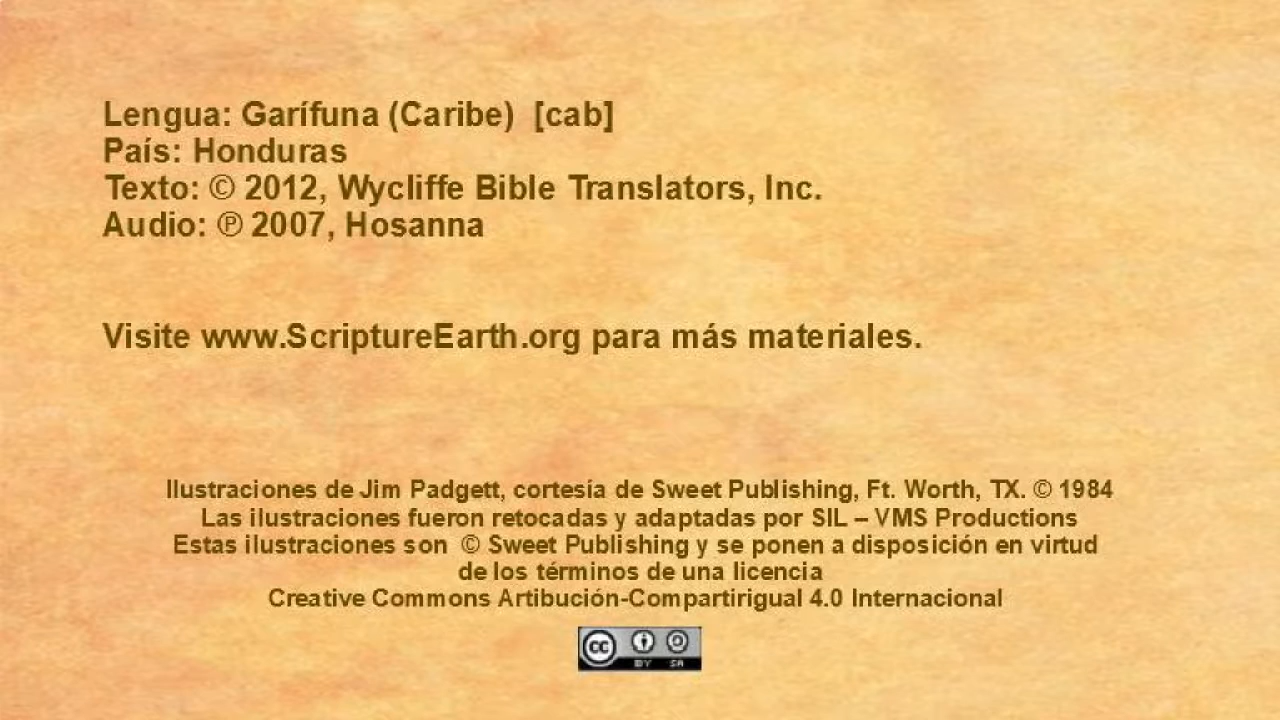 Lengua: Garífuna (Caribe)  [cab]
País: Honduras
Texto: © 2012, Wycliffe Bible Translators, Inc.
Audio: ℗ 2007, Hosanna
Visite www.ScriptureEarth.org para más materiales.
Ilustraciones de Jim Padgett, cortesía de Sweet Publishing, Ft. Worth, TX. © 1984
Las ilustraciones fueron retocadas y adaptadas por SIL – VMS Productions
Estas ilustraciones son  © Sweet Publishing y se ponen a disposición en virtud
de los términos de una licencia
Creative Commons Artibución-Compartirigual 4.0 Internacional
cc BY SA